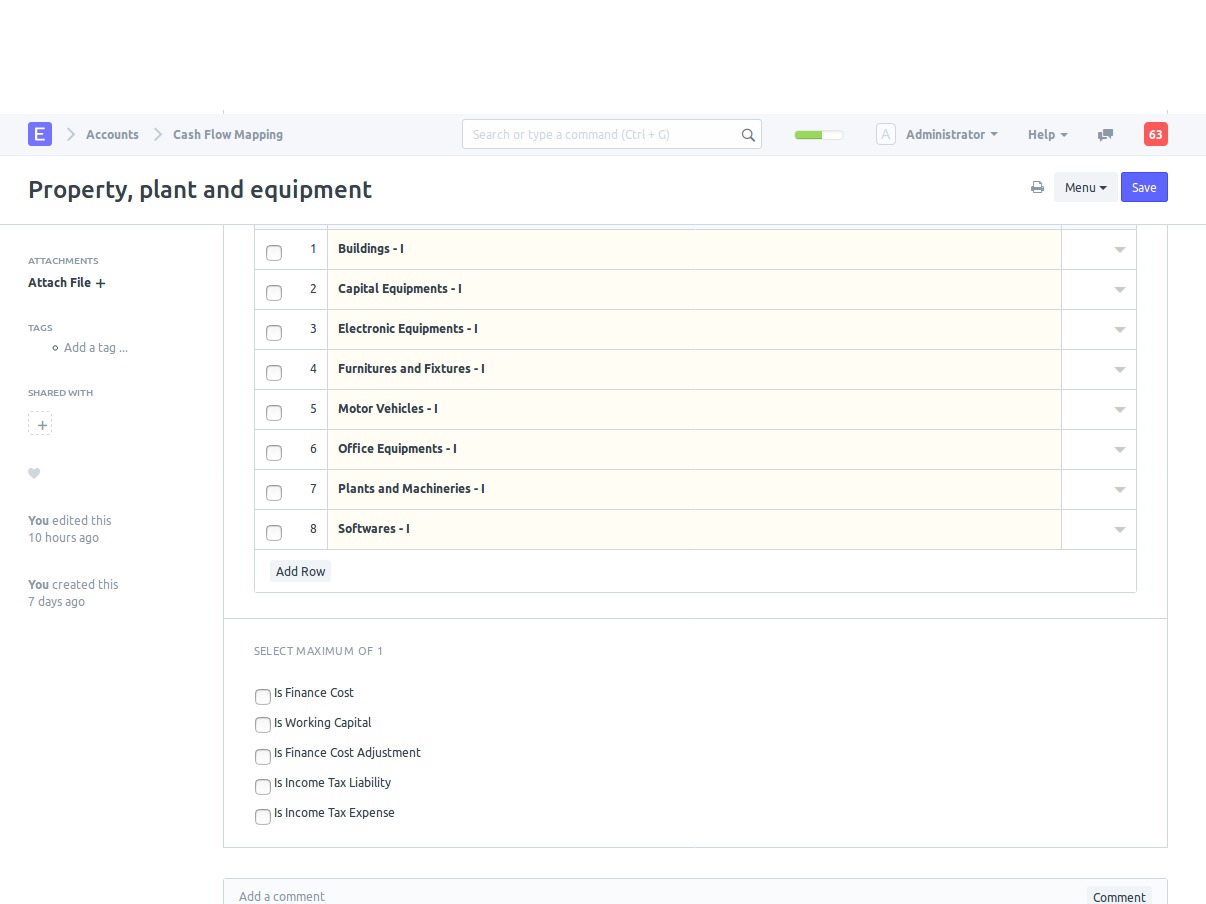 E Accounts Cash Flow Mapping Search or type a command (Ctrl + G) A Administrator Help 63
Property, plant and equipment Menu Save
ATTACHMENTS
Attach File +
TAGS
Add a tag ...
SHARED WITH
+
You edited this
10 hours ago
You created this
7 days ago
1 Buildings - I
2 Capital Equipments - I
3 Electronic Equipments - I
4 Furnitures and Fixtures - I
5 Motor Vehicles - I
6 Office Equipments - I
7 Plants and Machineries - I
8 Softwares - I
Add Row
SELECT MAXIMUM OF 1
Is Finance Cost
Is Working Capital
Is Finance Cost Adjustment
Is Income Tax Liability
Is Income Tax Expense
Add a comment Comment